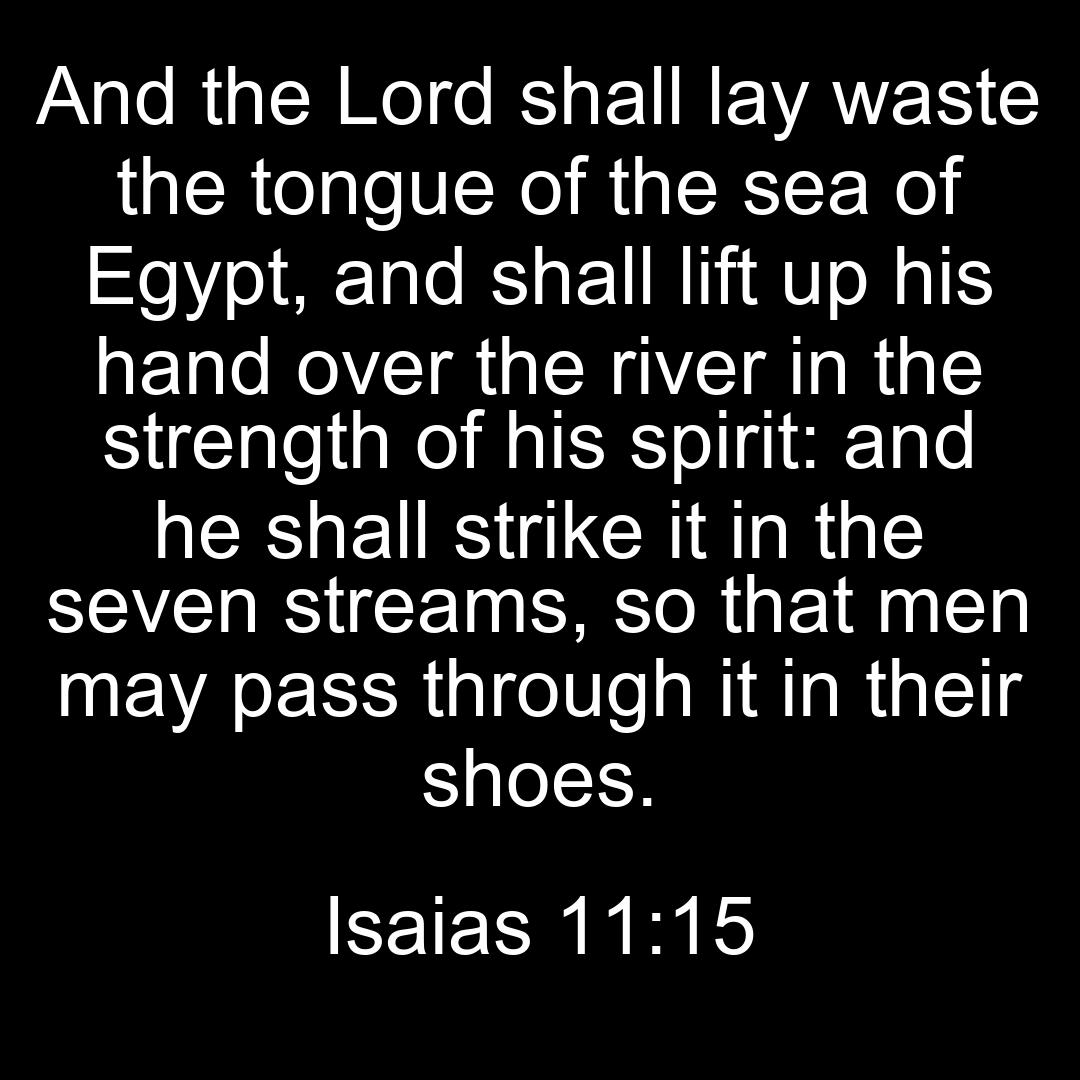 And the Lord shall lay waste
the tongue of the sea of
Egypt, and shall lift up his
hand over the river in the
strength of his spirit: and
he shall strike it in the
seven streams, so that men
may pass through it in their
shoes.
Isaias 11:15